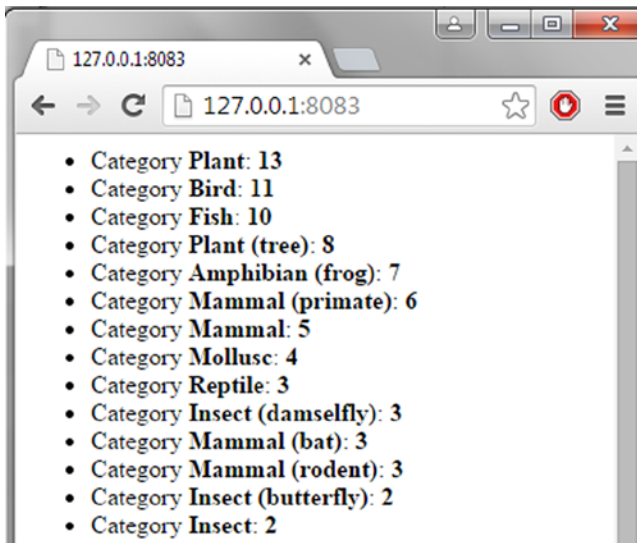 127.0.0.1:8083
127.0.0.1:8083
Category Plant: 13
Category Bird: 11
Category Fish: 10
Category Plant (tree): 8
Category Amphibian (frog): 7
Category Mammal (primate): 6
Category Mammal: 5
Category Mollusc: 4
Category Reptile: 3
Category Insect (damselfly): 3
Category Mammal (bat): 3
Category Mammal (rodent): 3
Category Insect (butterfly): 2
Category Insect: 2